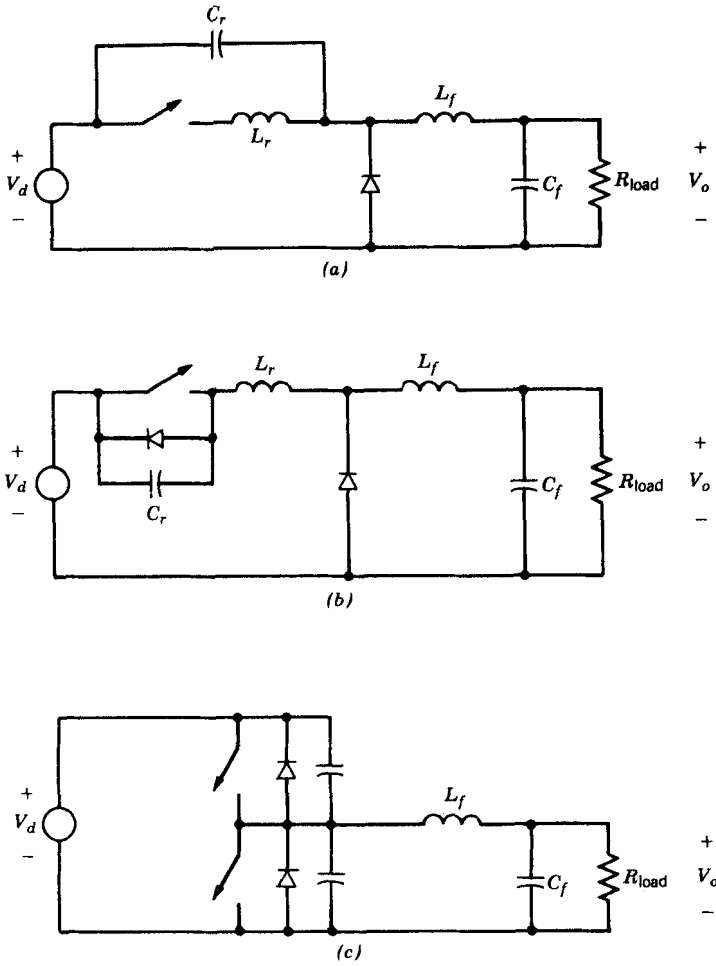 C_r
L_r
L_f
+
V_d
−
C_f
R_load
+
V_o
−
(a)
L_r
L_f
+
V_d
−
C_r
C_f
R_load
+
V_o
−
(b)
+
V_d
−
L_f
C_f
R_load
+
V_o
−
(c)